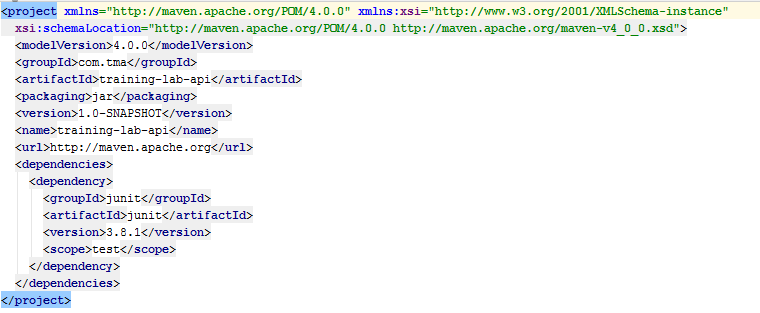 <project xmlns="http://maven.apache.org/POM/4.0.0" xmlns:xsi="http://www.w3.org/2001/XMLSchema-instance"
xsi:schemaLocation="http://maven.apache.org/POM/4.0.0 http://maven.apache.org/maven-v4_0_0.xsd">
<modelVersion>4.0.0</modelVersion>
<groupId>com.tma</groupId>
<artifactId>training-lab-api</artifactId>
<packaging>jar</packaging>
<version>1.0-SNAPSHOT</version>
<name>training-lab-api</name>
<url>http://maven.apache.org</url>
<dependencies>
<dependency>
<groupId>junit</groupId>
<artifactId>junit</artifactId>
<version>3.8.1</version>
<scope>test</scope>
</dependency>
</dependencies>
</project>